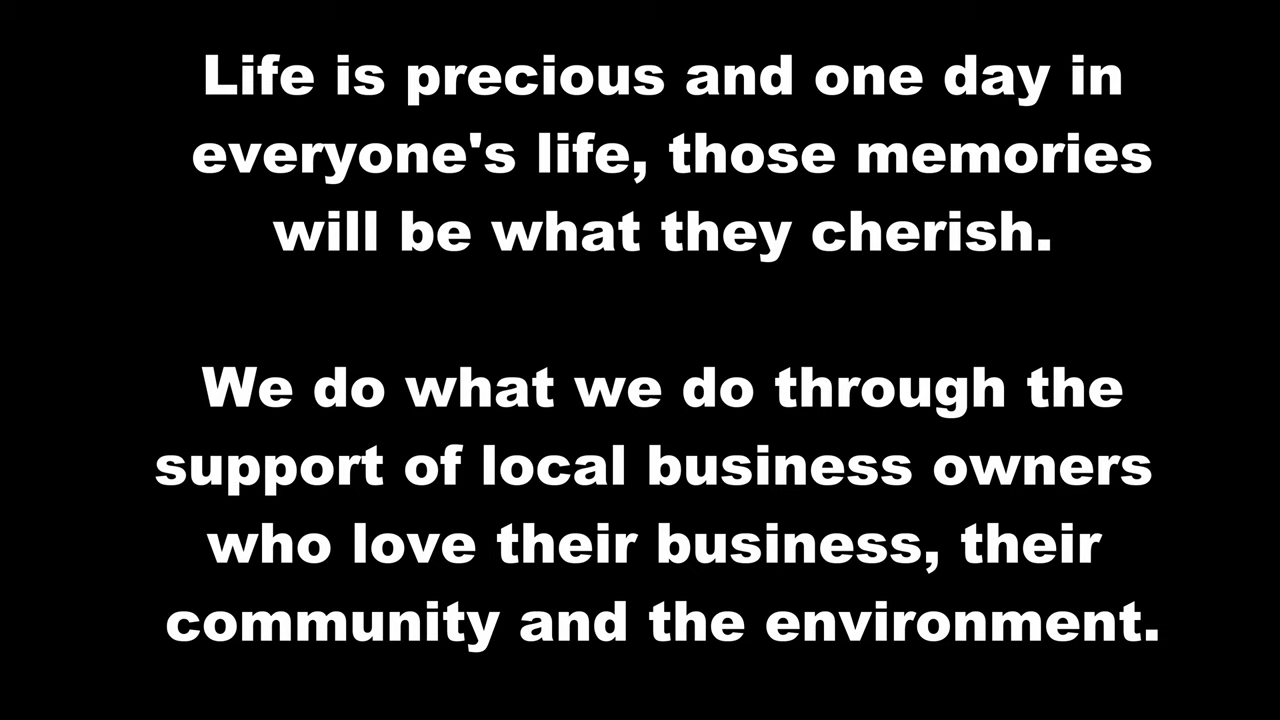 Life is precious and one day in
everyone's life, those memories
will be what they cherish.
We do what we do through the
support of local business owners
who love their business, their
community and the environment.